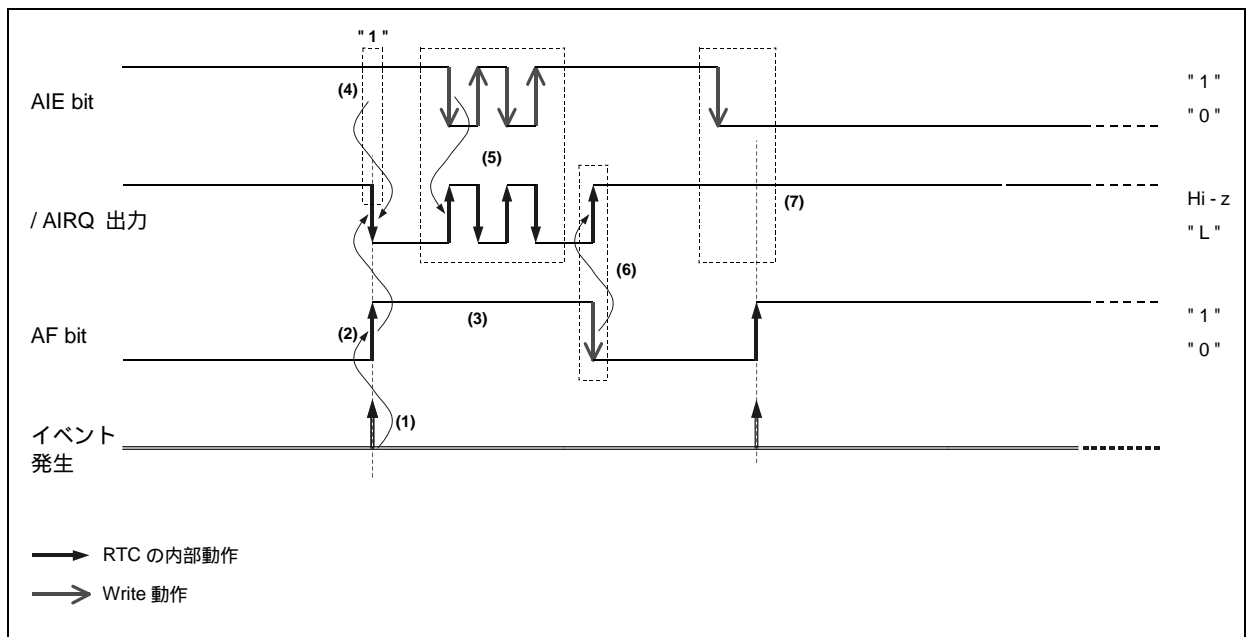 " 1 "
AIE bit
(4)
(5)
" 1 "
" 0 "
/ AIRQ 出力
(6)
(7)
Hi - z
" L "
AF bit
(2)
(3)
" 1 "
" 0 "
(1)
イベント
発生
RTC の内部動作
Write 動作